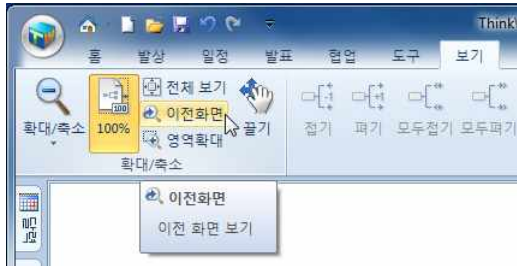 Think
홈 발상 일정 발표 협업 도구 보기
전체 보기
이전화면
영역확대
확대/축소 100% 끌기 접기 펴기 모두접기 모두펴기
100
-1 +1
확대/축소
이전화면
이전 화면 보기